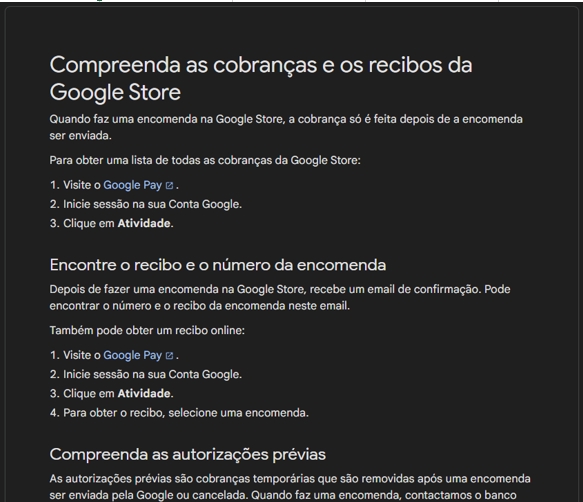 Compreenda as cobranças e os recibos da
Google Store
Quando faz uma encomenda na Google Store, a cobrança só é feita depois de a encomenda
ser enviada.
Para obter uma lista de todas as cobranças da Google Store:
1. Visite o Google Pay .
2. Inicie sessão na sua Conta Google.
3. Clique em Atividade.
Encontre o recibo e o número da encomenda
Depois de fazer uma encomenda na Google Store, recebe um email de confirmação. Pode
encontrar o número e o recibo da encomenda neste email.
Também pode obter um recibo online:
1. Visite o Google Pay .
2. Inicie sessão na sua Conta Google.
3. Clique em Atividade.
4. Para obter o recibo, selecione uma encomenda.
Compreenda as autorizações prévias
As autorizações prévias são cobranças temporárias que são removidas após uma encomenda
ser enviada pela Google ou cancelada. Quando faz uma encomenda, contactamos o banco